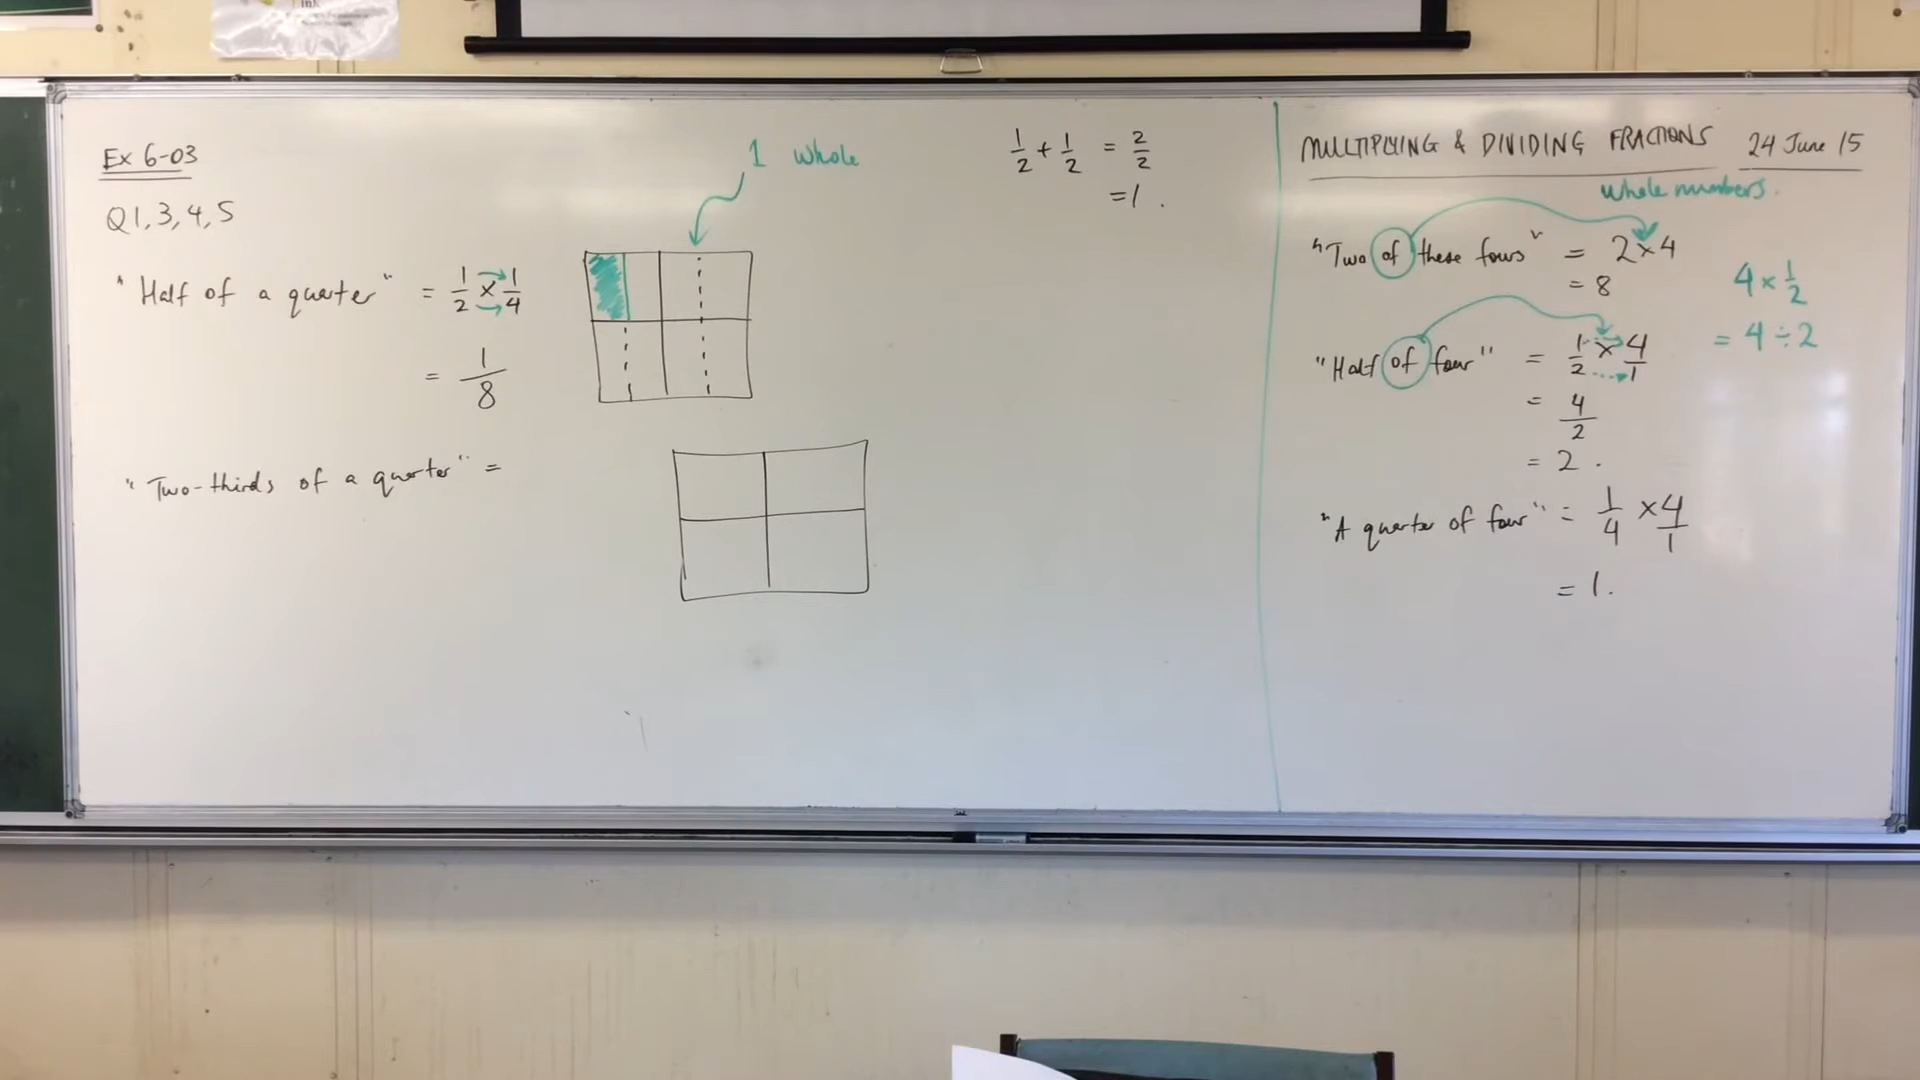 Ex 6-03
Q1, 3, 4, 5
"Half of a quarter" = 1/2 × 1/4
= 1/8
"Two-thirds of a quarter" =
1 whole
1/2 + 1/2 = 2/2
= 1.
MULTIPLYING & DIVIDING FRACTIONS 24 June 15
whole numbers.
"Two of these fours" = 2 × 4
= 8
"Half of four" = 1/2 × 4/1
= 4/2
= 2.
4 × 1/2
= 4 ÷ 2
"A quarter of four" = 1/4 × 4/1
= 1.